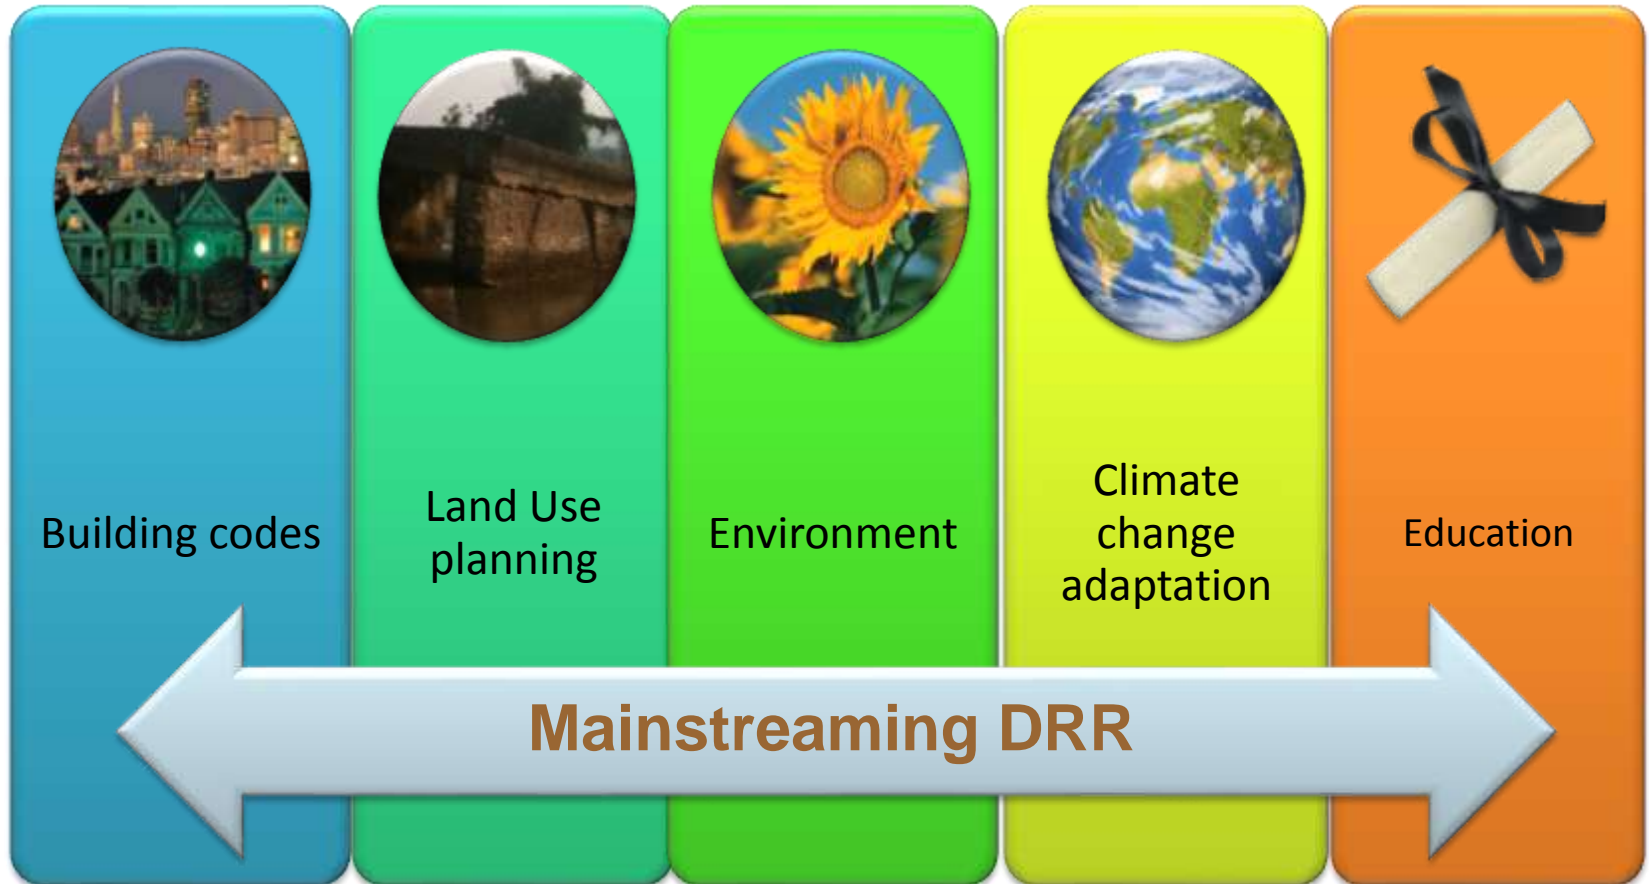 Building codes
Land Use
planning
Environment
Climate
change
adaptation
Education
Mainstreaming DRR